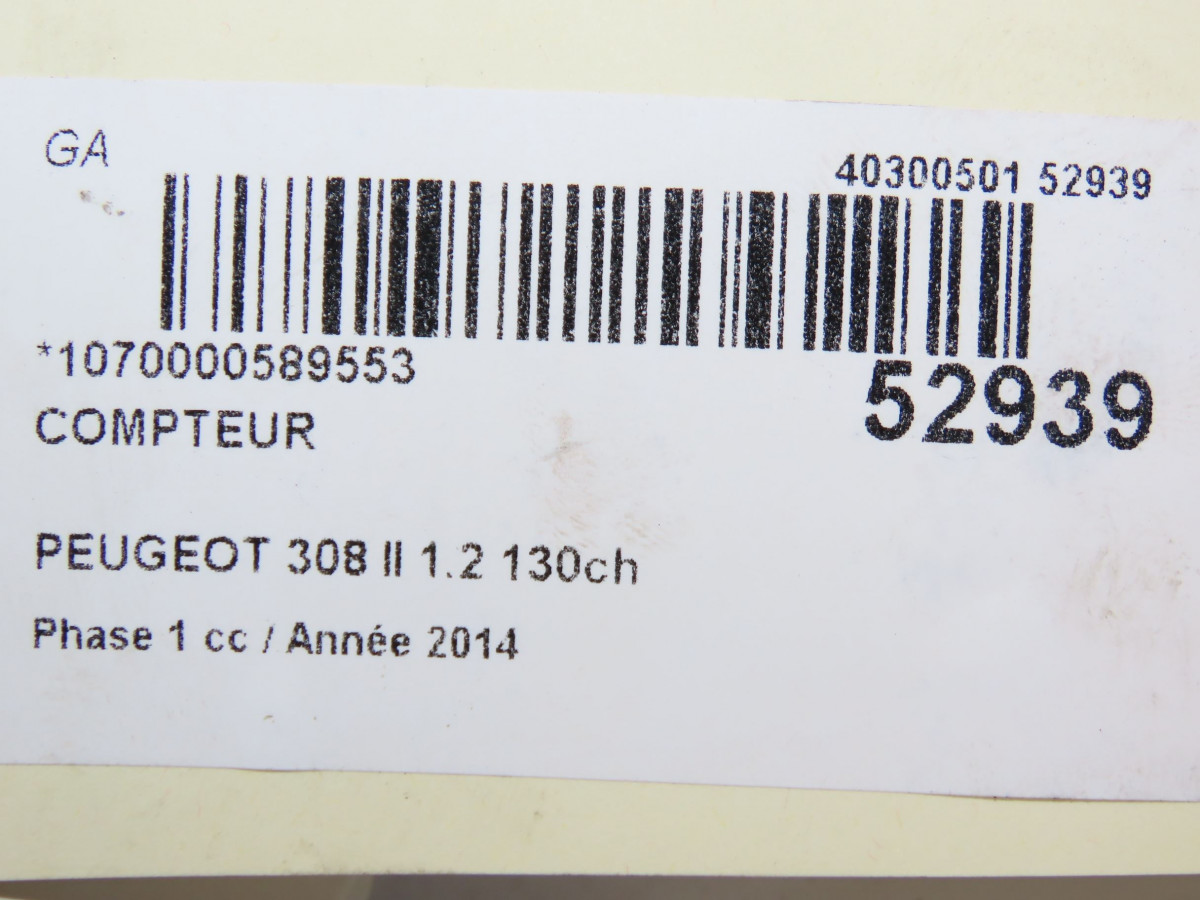 GA
40300501 52939
*1070000589553
52939
COMPTEUR
PEUGEOT 308 II 1.2 130ch
Phase 1 cc / Année 2014